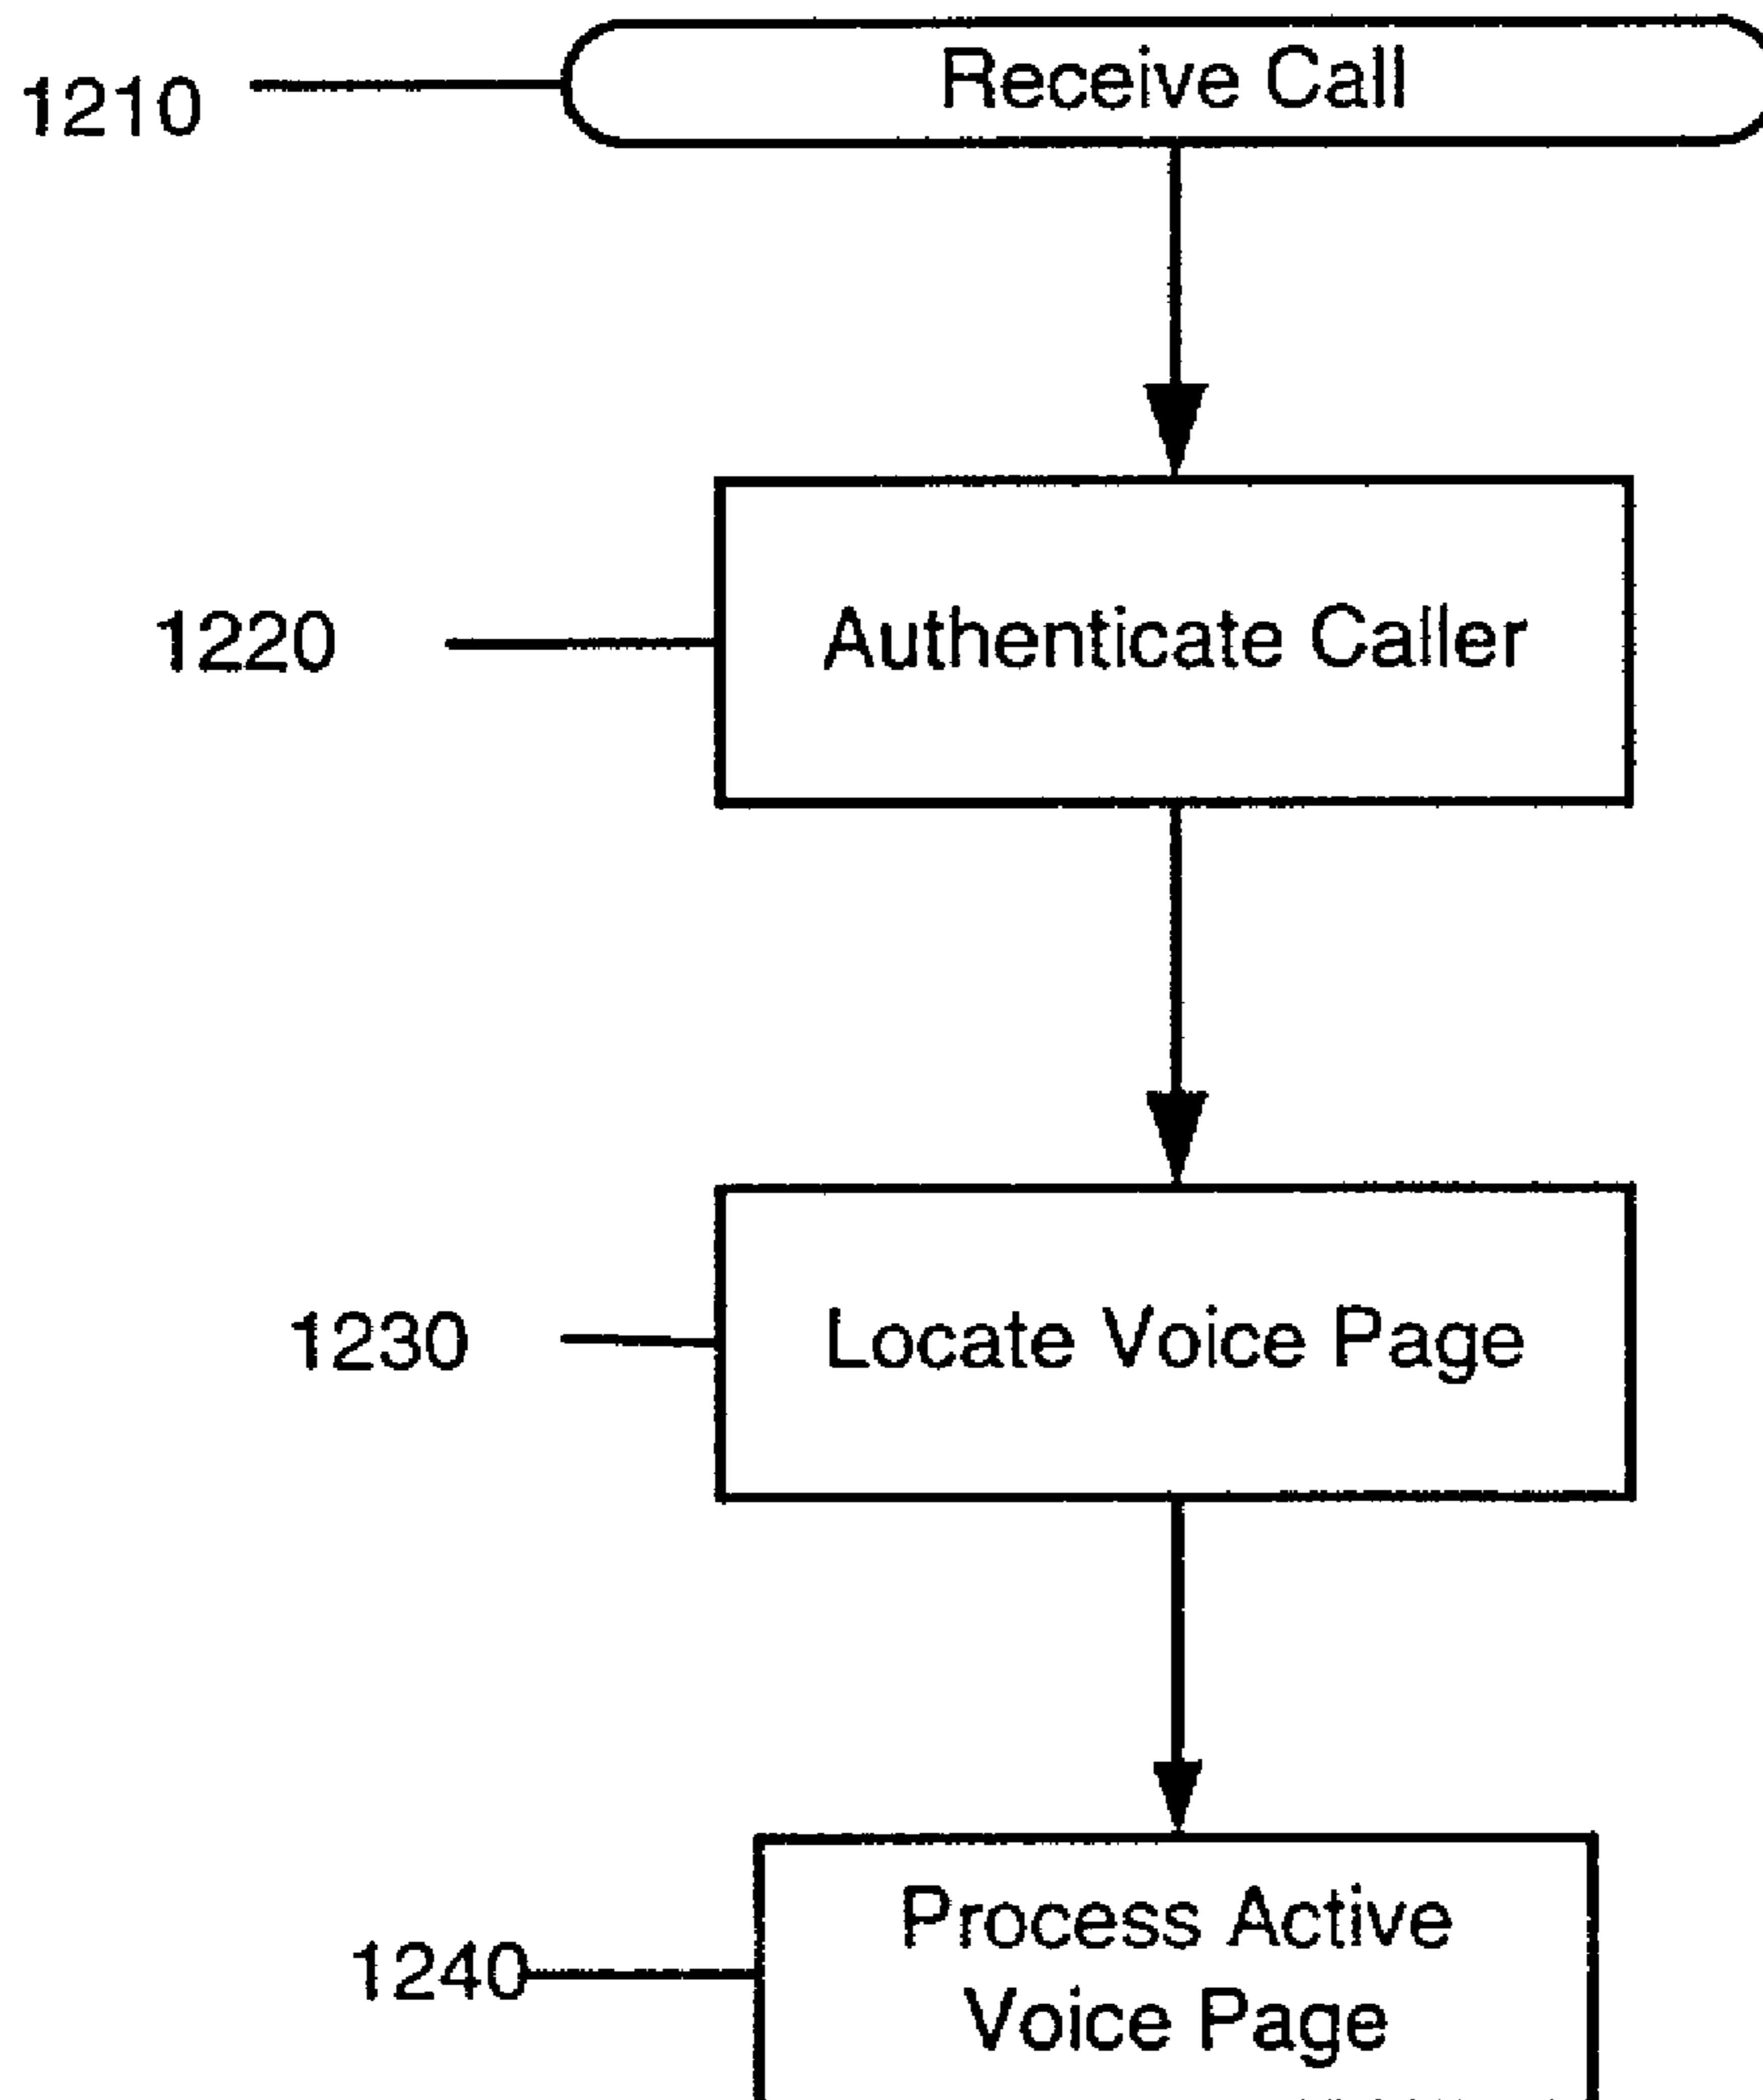 1210
Receive Call
1220
Authenticate Caller
1230
Locate Voice Page
1240
Process Active
Voice Page